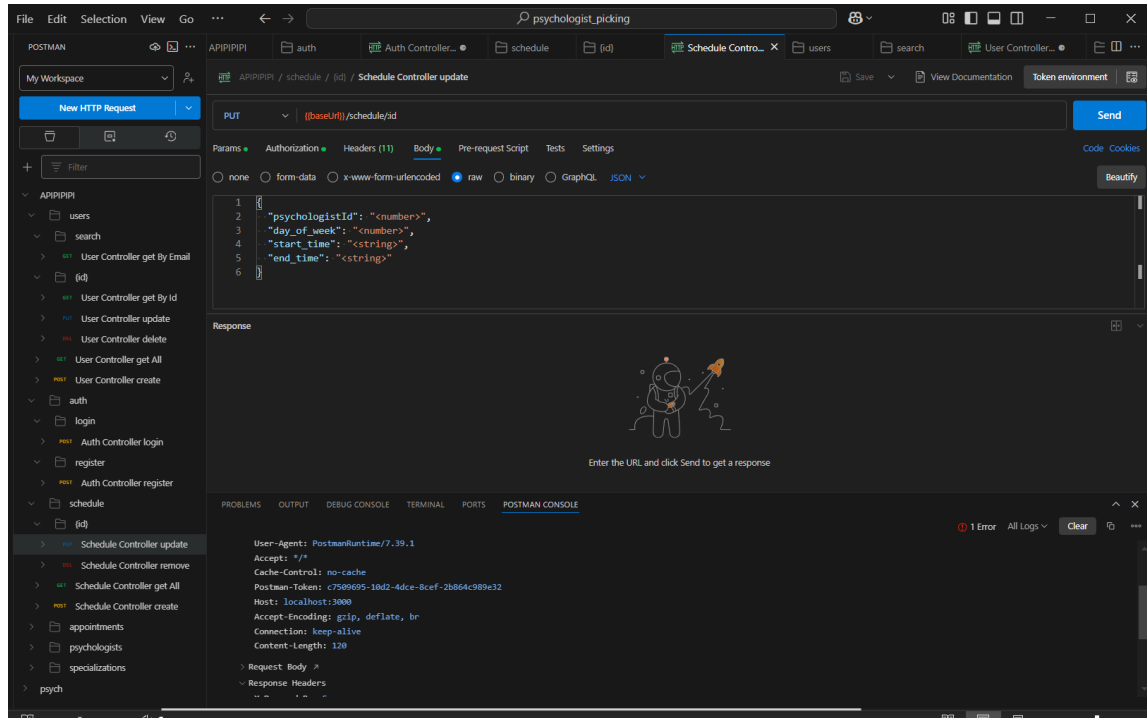 File Edit Selection View Go ··· ← → psychologist_picking
POSTMAN ···
APIPIPIPI auth Auth Controller... ● schedule {id} Schedule Contro... × users search User Controller... ● ···
My Workspace
APIPIPIPI / schedule / {id} / Schedule Controller update
Save View Documentation Token environment
New HTTP Request
PUT {{baseUrl}}/schedule/:id Send
Params ● Authorization ● Headers (11) Body ● Pre-request Script Tests Settings Code Cookies
+ Filter
none form-data x-www-form-urlencoded raw binary GraphQL JSON Beautify
APIPIPIPI
users
search
GET User Controller get By Email
{id}
GET User Controller get By Id
PUT User Controller update
DEL User Controller delete
GET User Controller get All
POST User Controller create
auth
login
POST Auth Controller login
register
POST Auth Controller register
schedule
{id}
PUT Schedule Controller update
DEL Schedule Controller remove
GET Schedule Controller get All
POST Schedule Controller create
appointments
psychologists
specializations
psych
1 {
2 "psychologistId": "<number>",
3 "day_of_week": "<number>",
4 "start_time": "<string>",
5 "end_time": "<string>"
6 }
Response
Enter the URL and click Send to get a response
PROBLEMS OUTPUT DEBUG CONSOLE TERMINAL PORTS POSTMAN CONSOLE
1 Error All Logs Clear ···
User-Agent: PostmanRuntime/7.39.1
Accept: */*
Cache-Control: no-cache
Postman-Token: c7509695-10d2-4dce-8cef-2b864c989e32
Host: localhost:3000
Accept-Encoding: gzip, deflate, br
Connection: keep-alive
Content-Length: 120
Request Body ↗
Response Headers